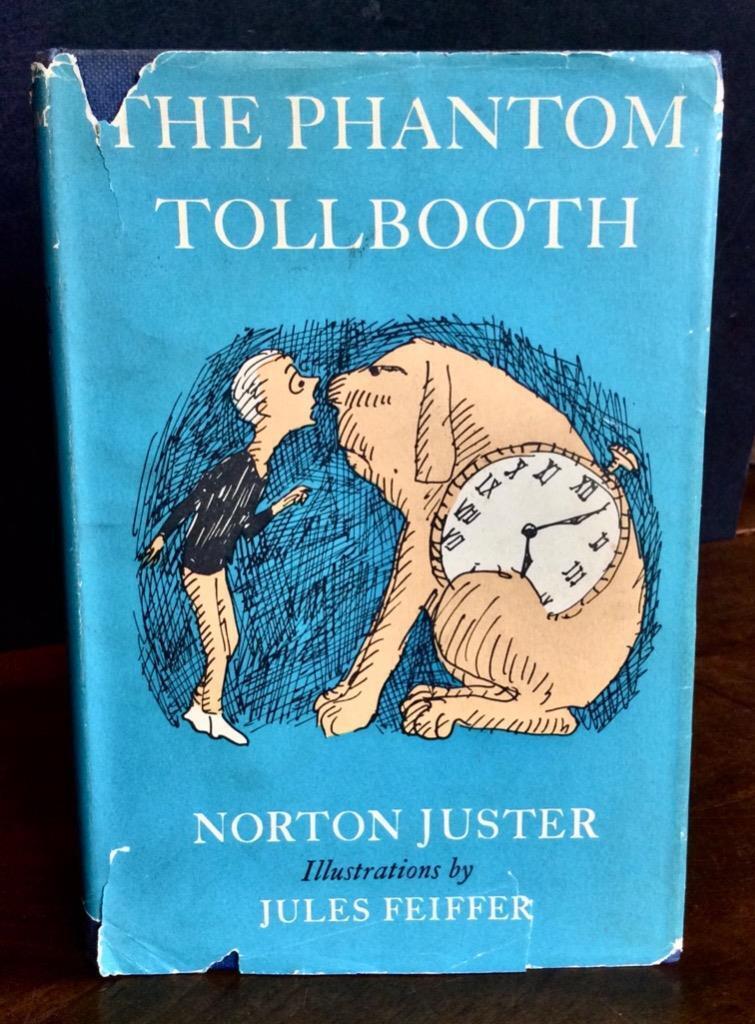 THE PHANTOM
TOLLBOOTH
NORTON JUSTER
Illustrations by
JULES FEIFFER